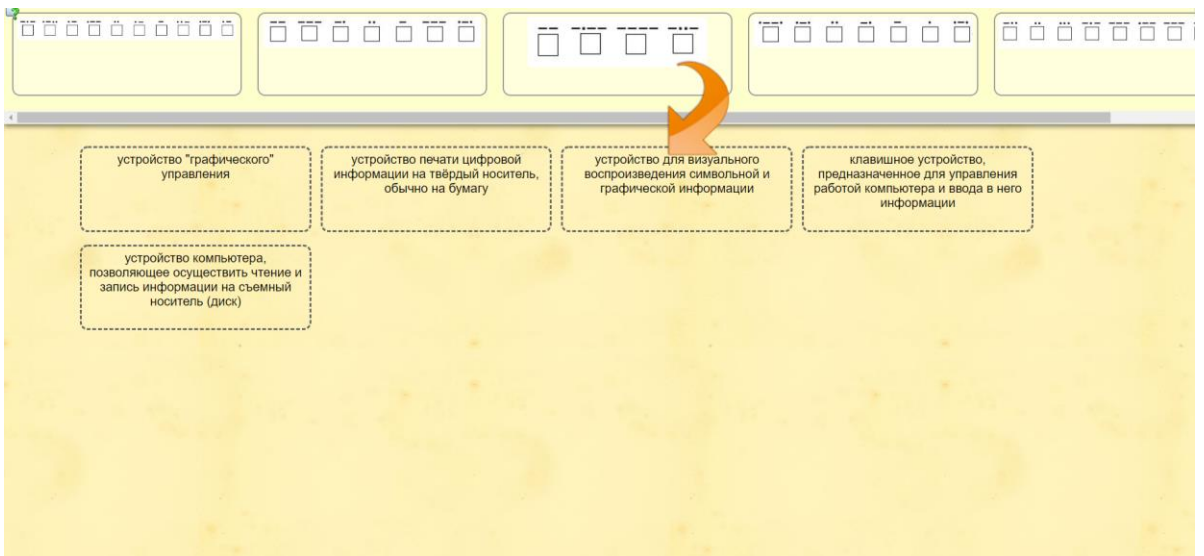 устройство "графического"
управления
устройство печати цифровой
информации на твёрдый носитель,
обычно на бумагу
устройство для визуального
воспроизведения символьной и
графической информации
клавишное устройство,
предназначенное для управления
работой компьютера и ввода в него
информации
устройство компьютера,
позволяющее осуществить чтение и
запись информации на съемный
носитель (диск)